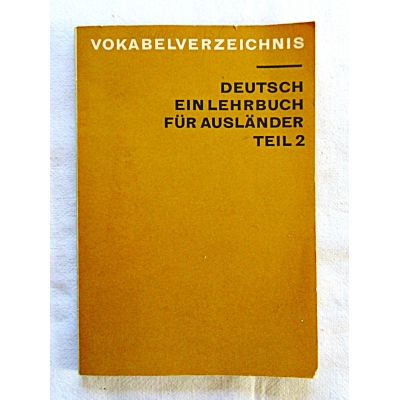 VOKABELVERZEICHNIS
DEUTSCH
EIN LEHRBUCH
FÜR AUSLÄNDER
TEIL 2